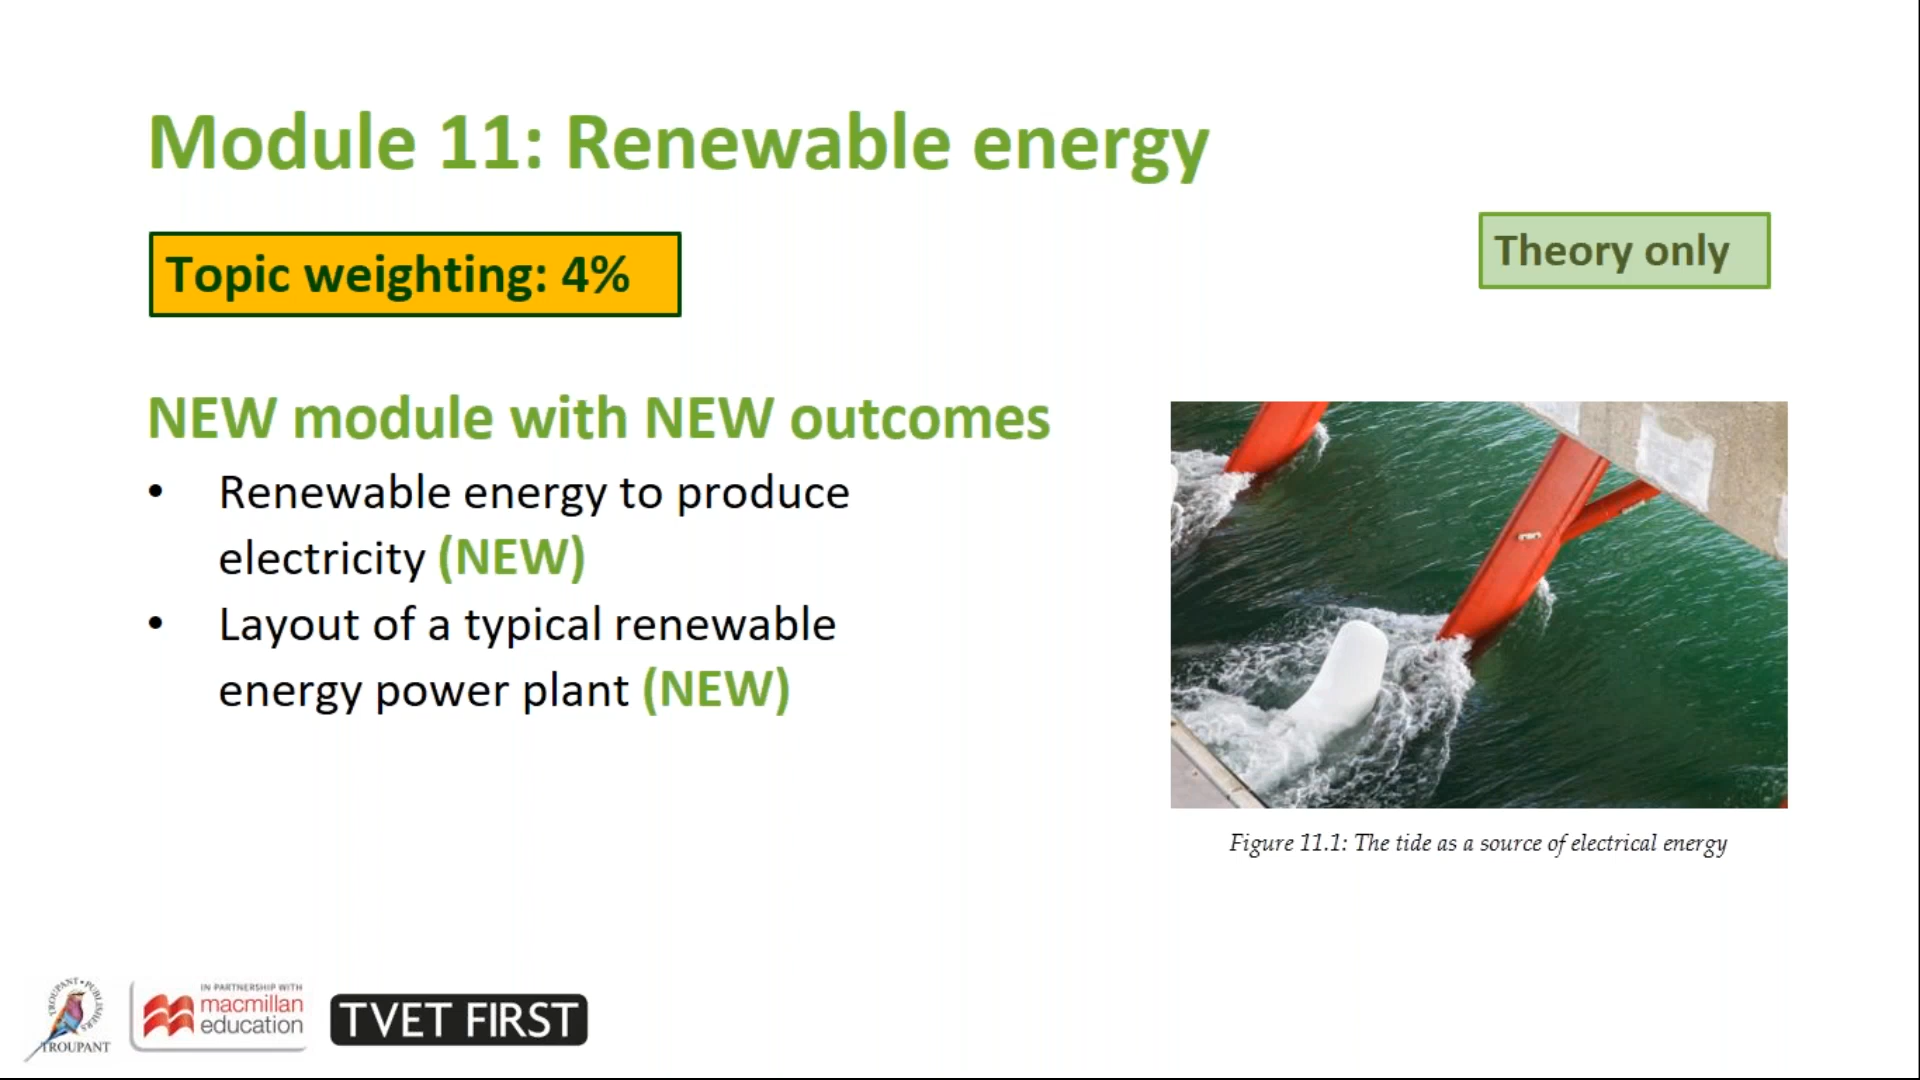 Module 11: Renewable energy
Topic weighting: 4%
Theory only
NEW module with NEW outcomes
• Renewable energy to produce
electricity (NEW)
• Layout of a typical renewable
energy power plant (NEW)
Figure 11.1: The tide as a source of electrical energy
TROUPANT • PUBLISHERS
TROUPANT
IN PARTNERSHIP WITH
macmillan
education
TVET FIRST